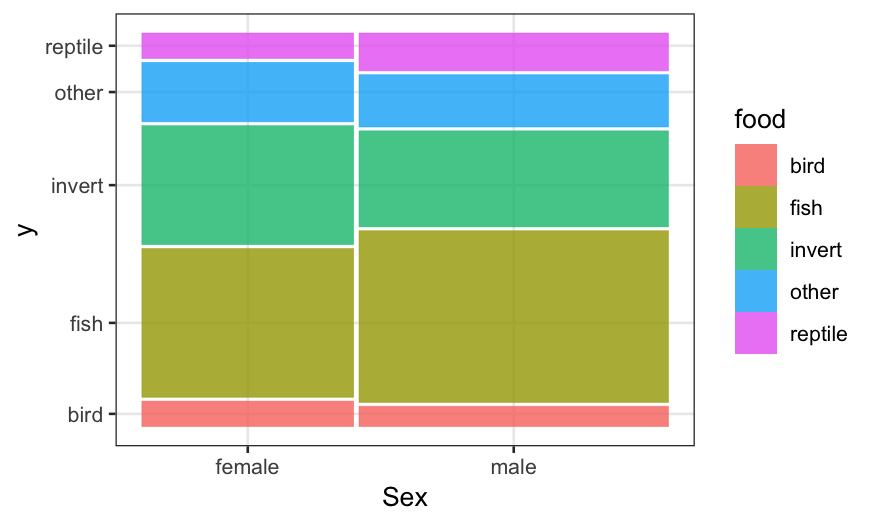 reptile
other
invert
fish
bird
y
female
male
Sex
food
bird
fish
invert
other
reptile